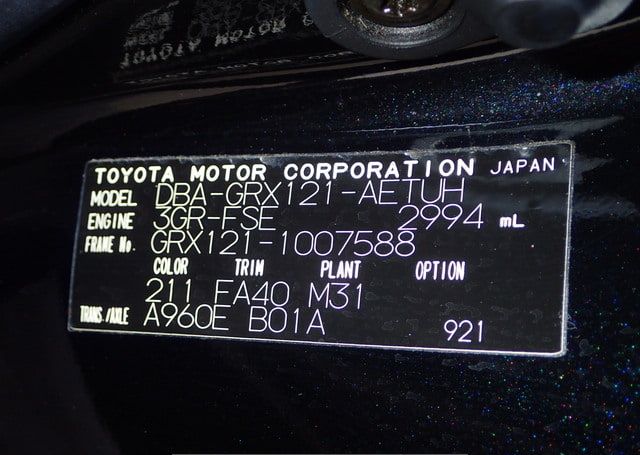 TOYOTA MOTOR CORPORATION JAPAN
MODEL DBA-GRX121-AETUH
ENGINE 3GR-FSE 2994 mL
FRAME No. GRX121-1007588
COLOR TRIM PLANT OPTION
211 FA40 M31
TRANS./AXLE A960E B01A 921